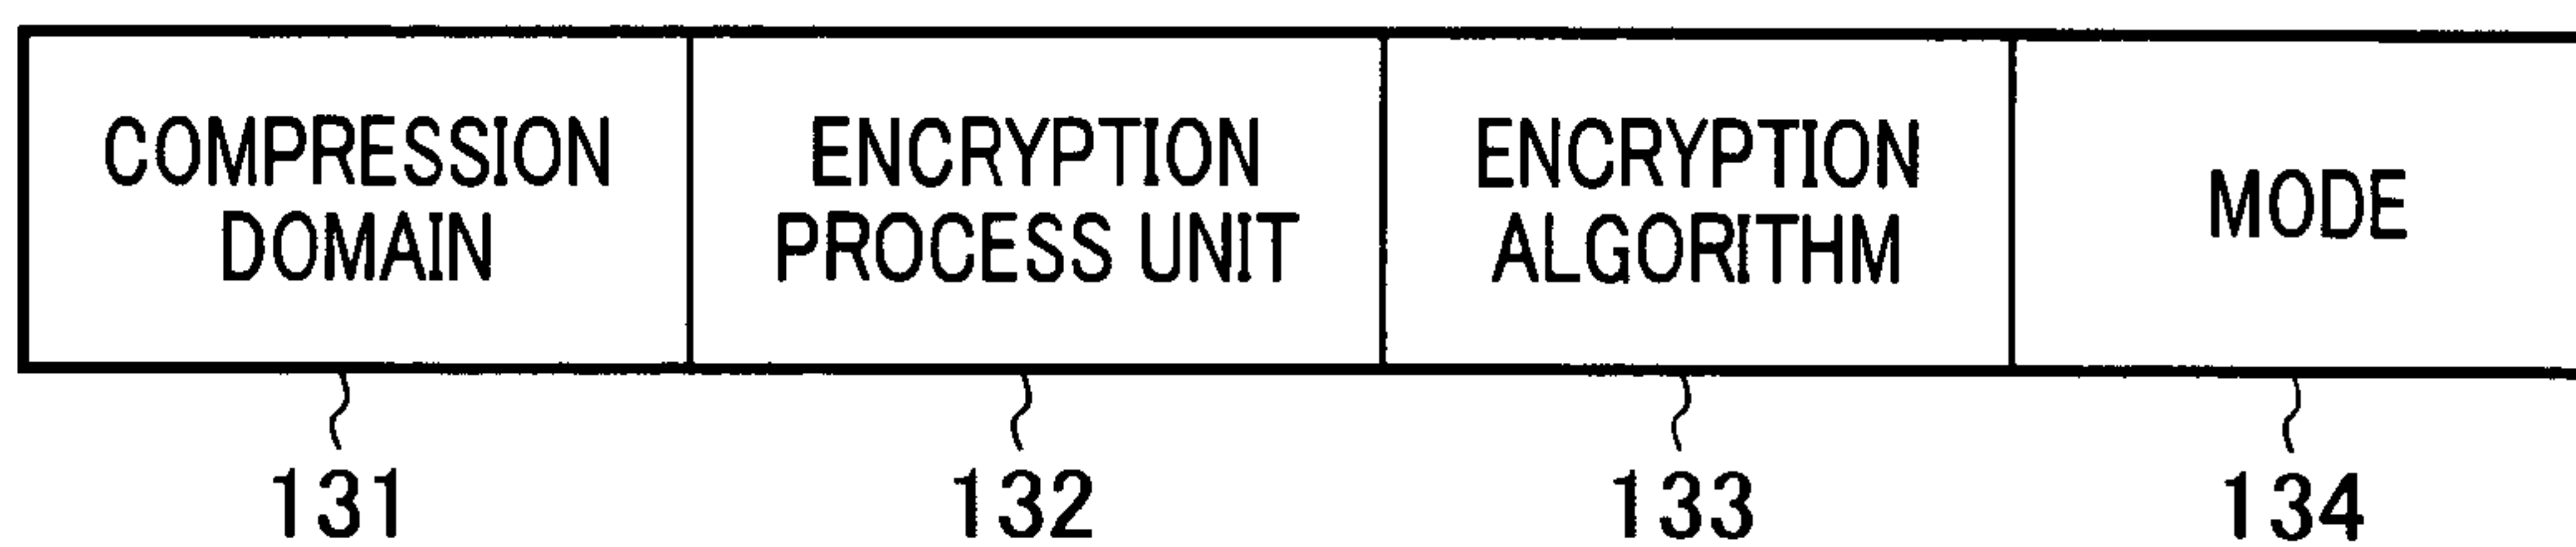 COMPRESSION
DOMAIN
ENCRYPTION
PROCESS UNIT
ENCRYPTION
ALGORITHM
MODE
131
132
133
134